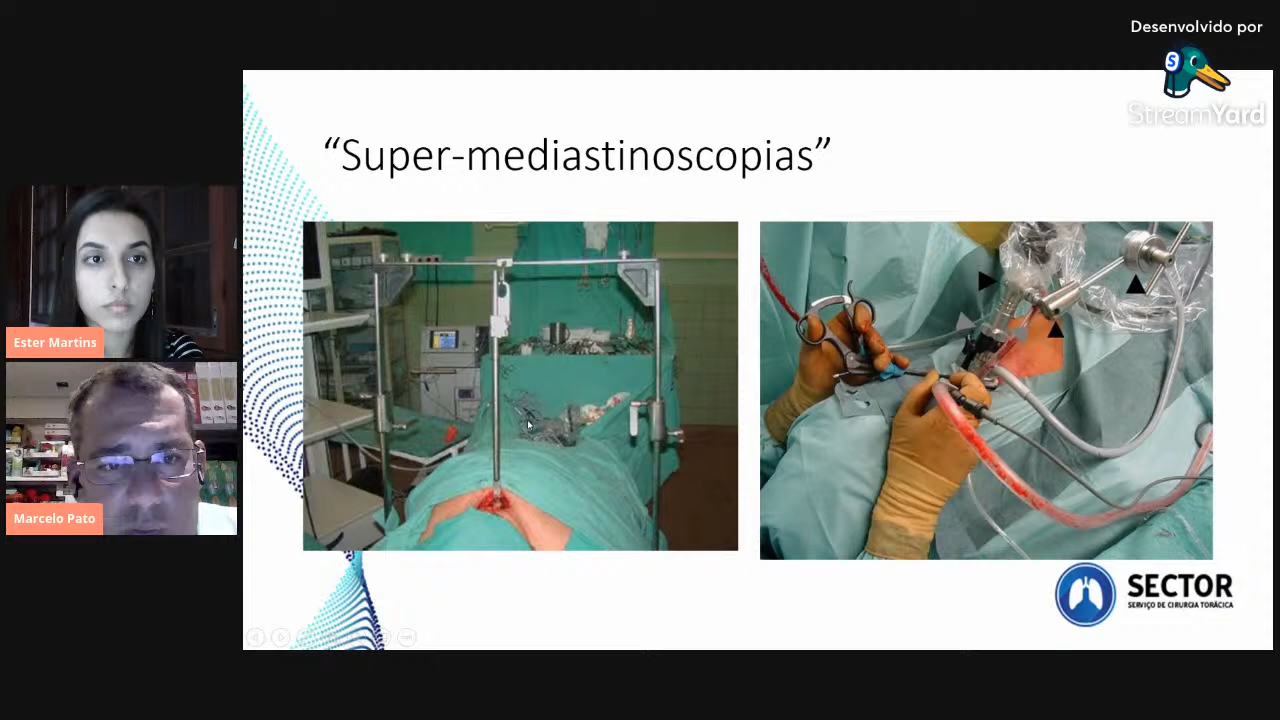 Desenvolvido por
StreamYard
“Super-mediastinoscopias”
Ester Martins
Marcelo Pato
SECTOR
SERVIÇO DE CIRURGIA TORÁCICA